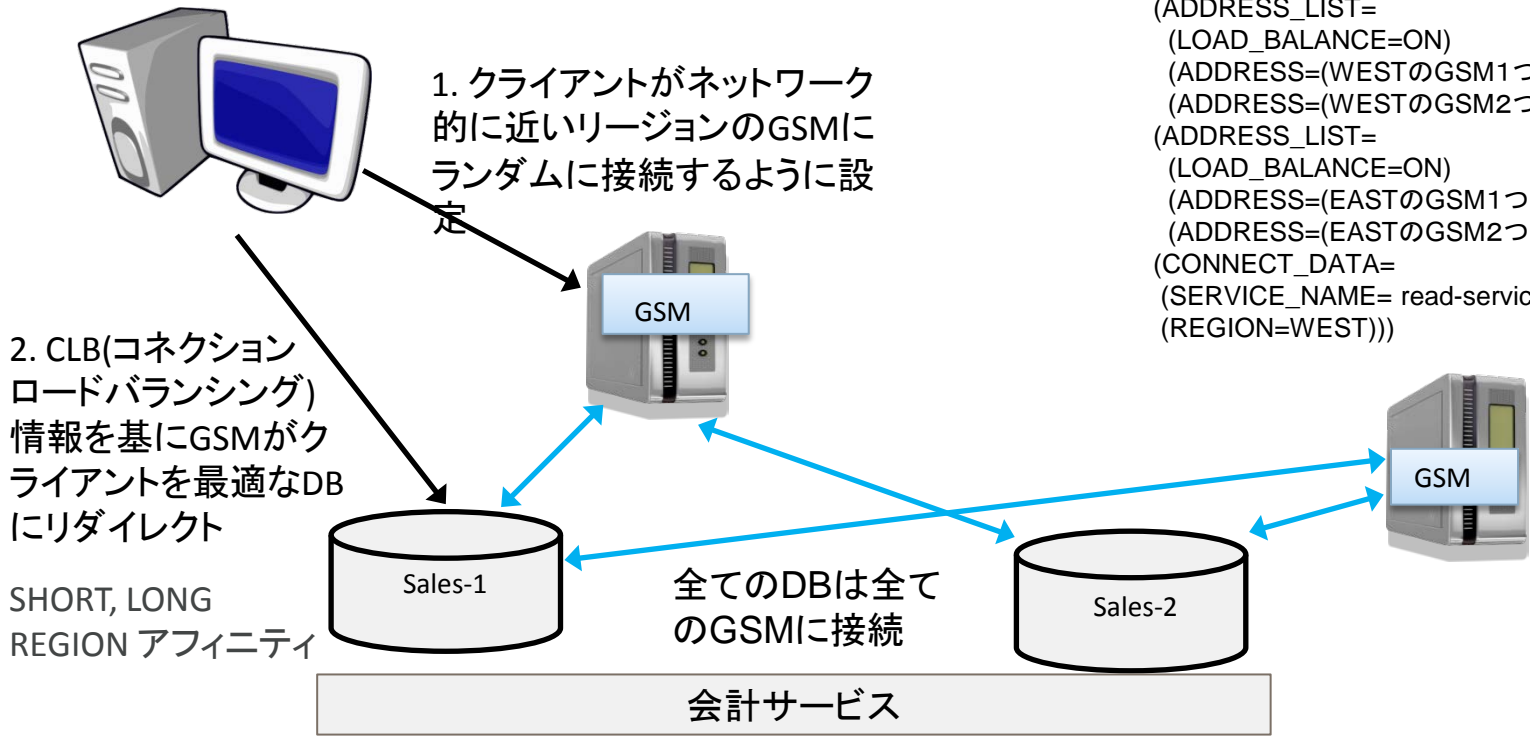 1. クライアントがネットワーク
的に近いリージョンのGSMに
ランダムに接続するように設
定
(ADDRESS_LIST=
(LOAD_BALANCE=ON)
(ADDRESS=(WESTのGSM1つ
(ADDRESS=(WESTのGSM2つ
(ADDRESS_LIST=
(LOAD_BALANCE=ON)
(ADDRESS=(EASTのGSM1つ
(ADDRESS=(EASTのGSM2つ
(CONNECT_DATA=
(SERVICE_NAME= read-servic
(REGION=WEST)))
GSM
2. CLB(コネクション
ロードバランシング)
情報を基にGSMがク
ライアントを最適なDB
にリダイレクト
SHORT, LONG
REGION アフィニティ
GSM
Sales-1
全てのDBは全て
のGSMに接続
Sales-2
会計サービス